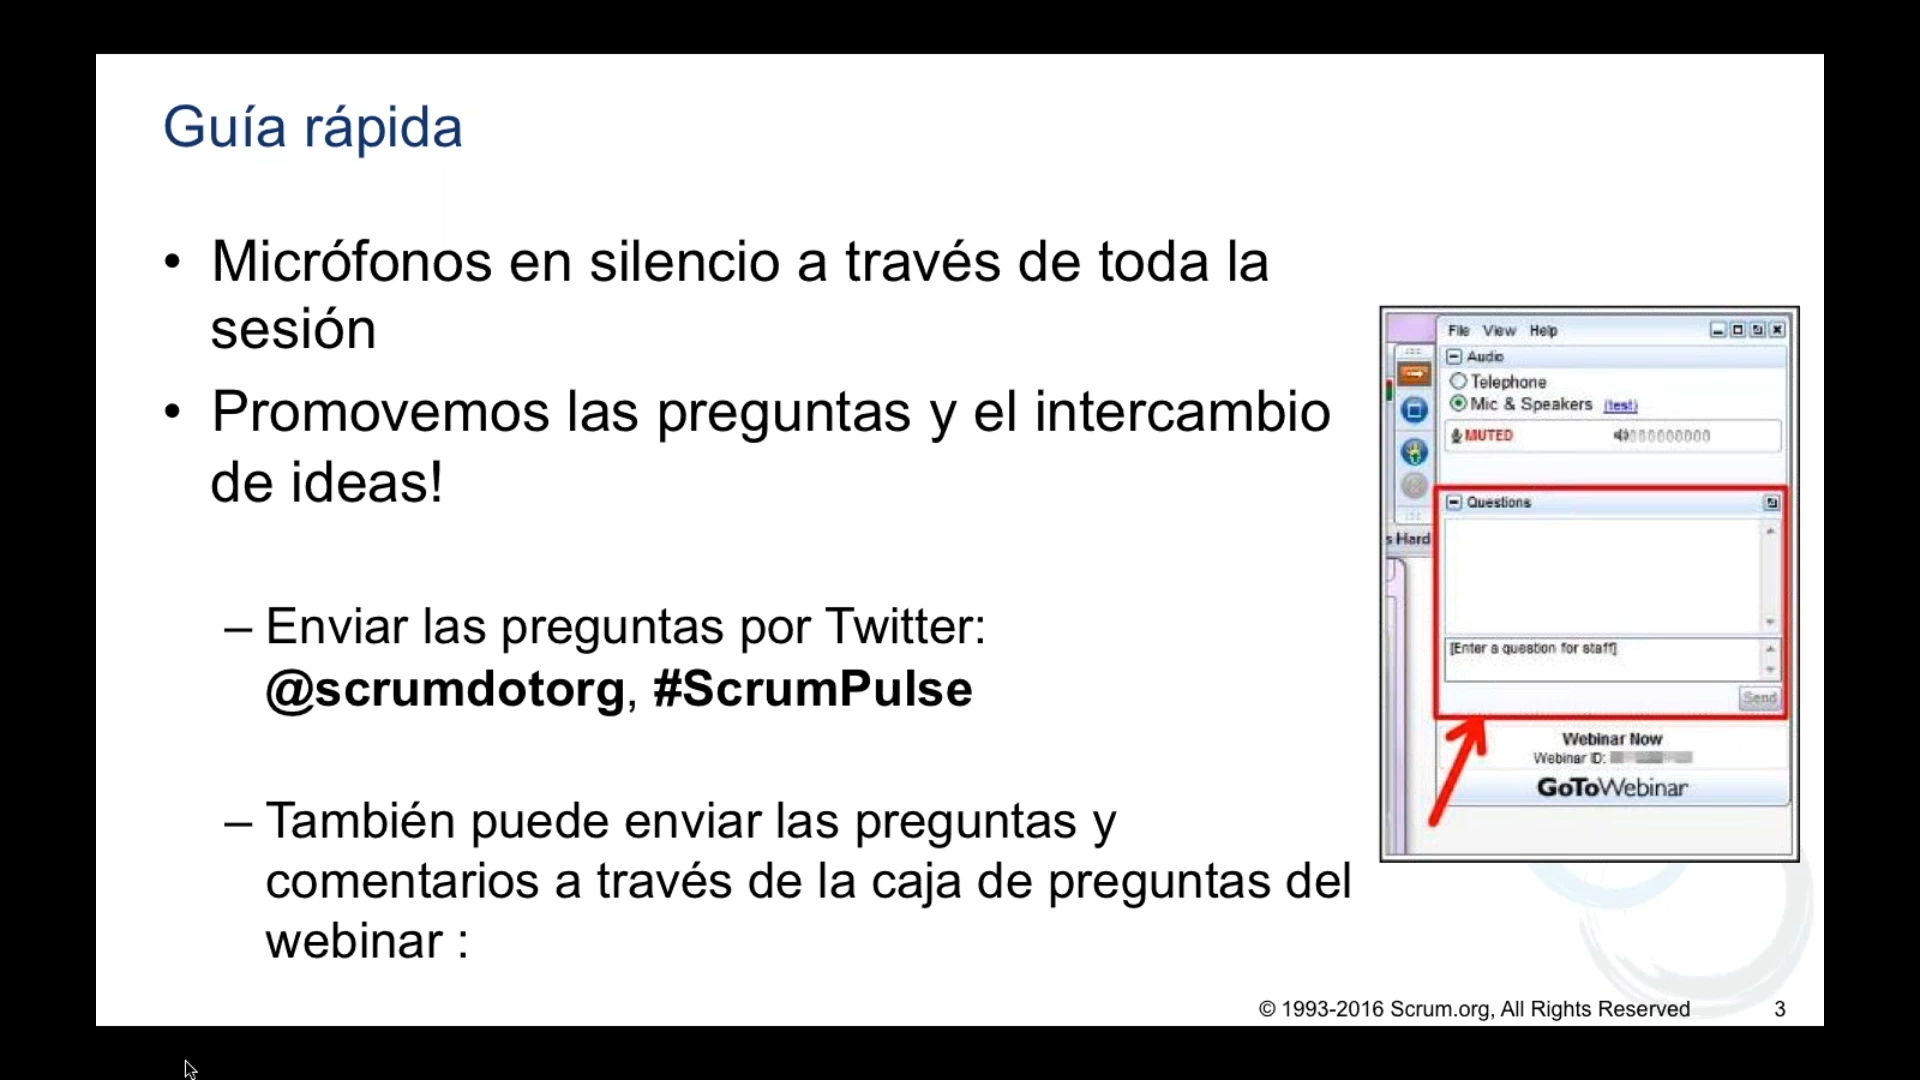 Guía rápida
• Micrófonos en silencio a través de toda la
sesión
• Promovemos las preguntas y el intercambio
de ideas!
– Enviar las preguntas por Twitter:
@scrumdotorg, #ScrumPulse
– También puede enviar las preguntas y
comentarios a través de la caja de preguntas del
webinar :
File View Help
Audio
Telephone
Mic & Speakers (test)
MUTED
Questions
s Hard
[Enter a question for staff]
Send
Webinar Now
Webinar ID:
GoToWebinar
© 1993-2016 Scrum.org, All Rights Reserved 3